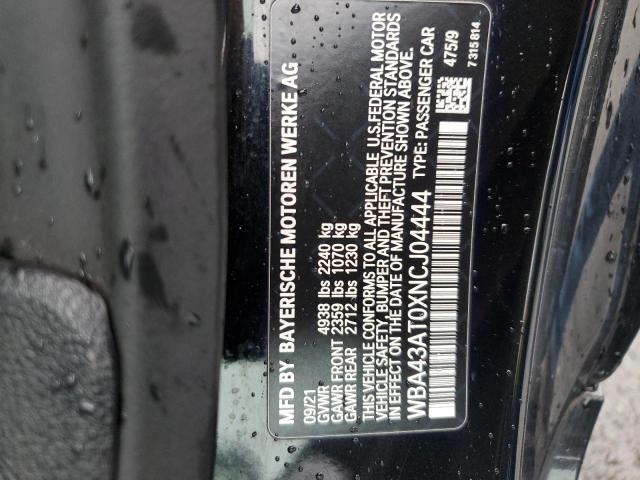 MFD BY BAYERISCHE MOTOREN WERKE AG
09/21
GVWR 4938 lbs 2240 kg
GAWR FRONT 2359 lbs 1070 kg
GAWR REAR 2712 lbs 1230 kg
THIS VEHICLE CONFORMS TO ALL APPLICABLE U.S. FEDERAL MOTOR
VEHICLE SAFETY, BUMPER AND THEFT PREVENTION STANDARDS
IN EFFECT ON DATE OF MANUFACTURE SHOWN ABOVE.
WBA43AT0XNCJ04444 TYPE: PASSENGER CAR
475/9
7 315 814